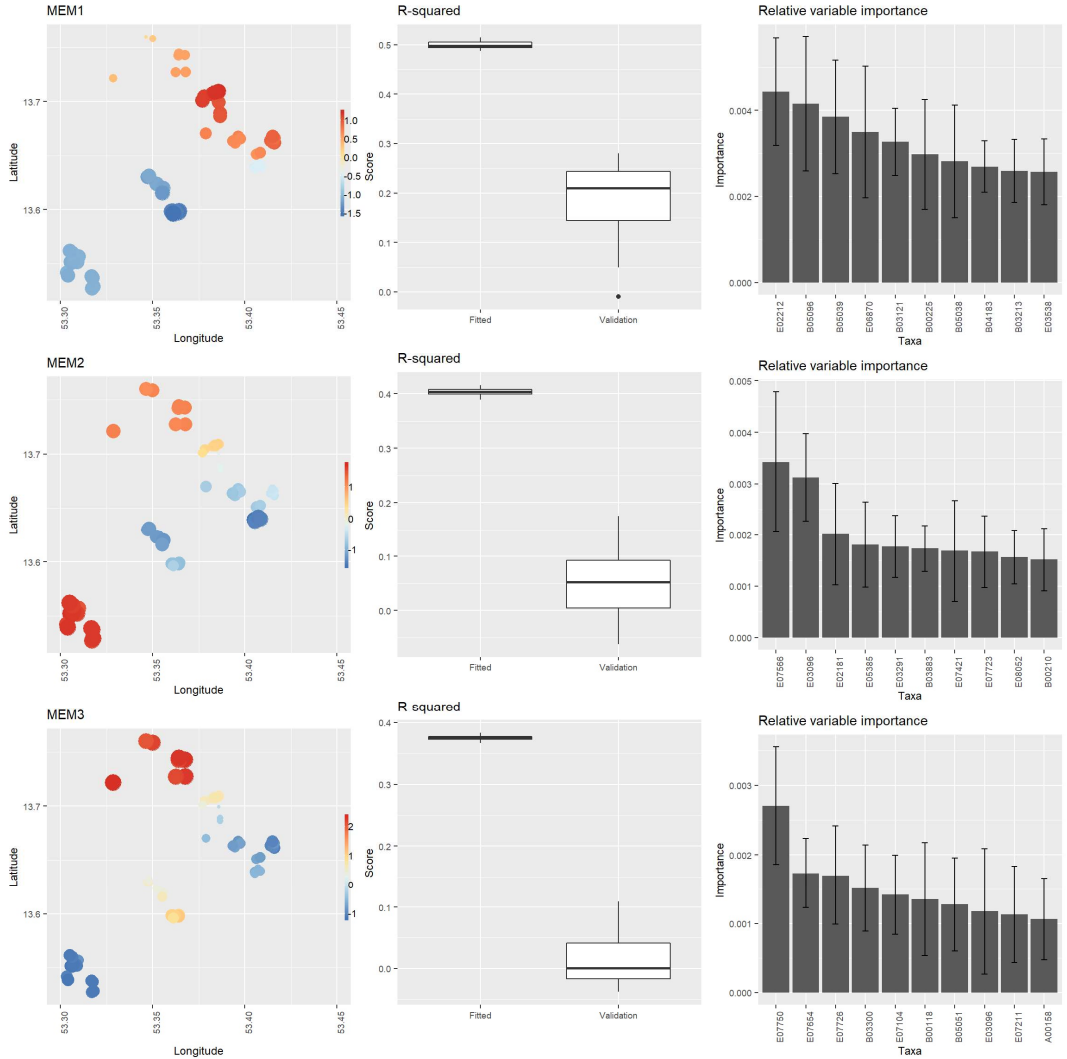 MEM1
R-squared
Relative variable importance
Latitude
13.7
13.6
53.30
53.35
53.40
53.45
Longitude
Score
1.0
0.5
0.0
-0.5
-1.0
-1.5
0.5
0.4
0.3
0.2
0.1
0.0
Fitted
Validation
Importance
0.004
0.002
0.000
E02212
B05096
B05039
E06870
B03121
B00225
B05038
B04183
B03213
E03538
Taxa
MEM2
R-squared
Relative variable importance
Latitude
13.7
13.6
53.30
53.35
53.40
53.45
Longitude
Score
1
0
-1
0.4
0.3
0.2
0.1
0.0
Fitted
Validation
Importance
0.005
0.004
0.003
0.002
0.001
0.000
E07566
E03096
E02181
E05385
E03291
B03883
E07421
E07723
E08052
B00210
Taxa
MEM3
R-squared
Relative variable importance
Latitude
13.7
13.6
53.30
53.35
53.40
53.45
Longitude
Score
2
1
0
-1
0.4
0.3
0.2
0.1
0.0
Fitted
Validation
Importance
0.003
0.002
0.001
0.000
E07750
E07654
E07726
B03300
E07104
B00118
B05051
E03096
E07211
A00158
Taxa